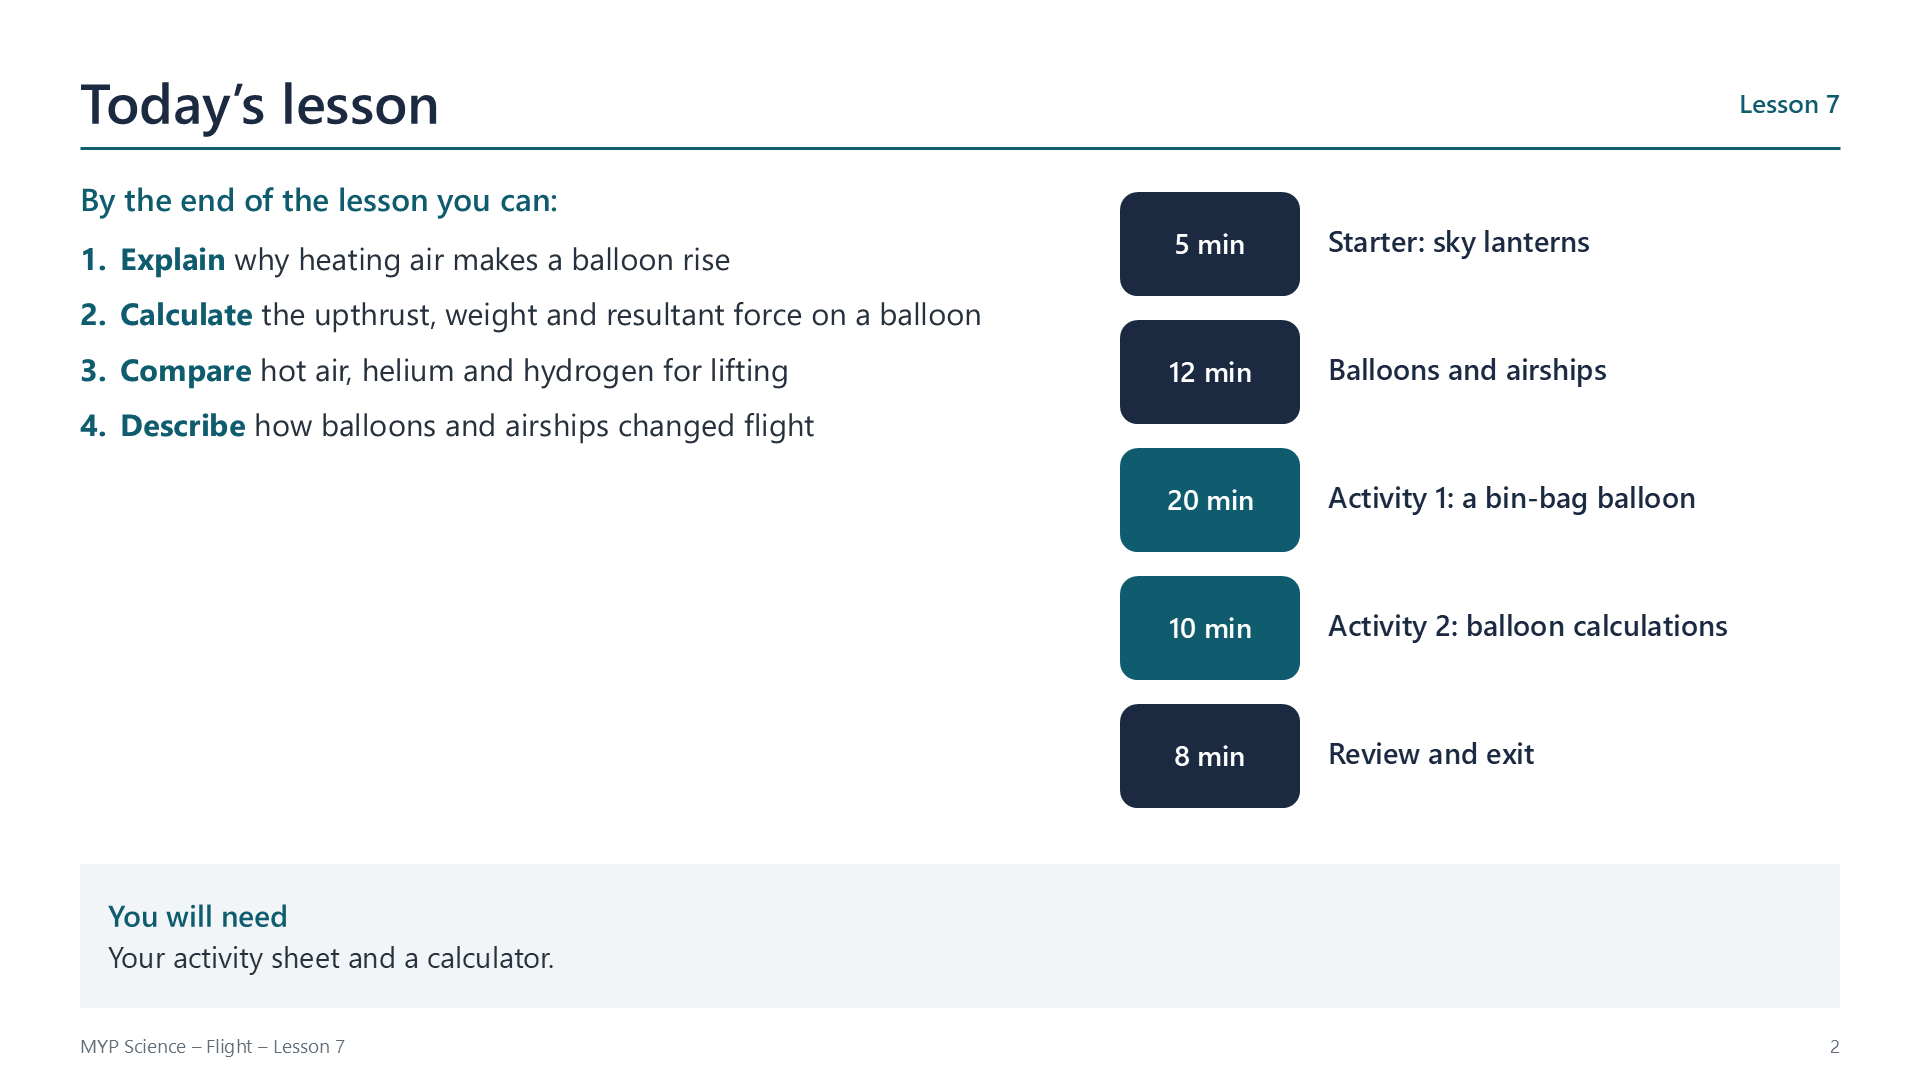 Today’s lesson
Lesson 7
By the end of the lesson you can:
1. Explain why heating air makes a balloon rise
2. Calculate the upthrust, weight and resultant force on a balloon
3. Compare hot air, helium and hydrogen for lifting
4. Describe how balloons and airships changed flight
5 min
Starter: sky lanterns
12 min
Balloons and airships
20 min
Activity 1: a bin-bag balloon
10 min
Activity 2: balloon calculations
8 min
Review and exit
You will need
Your activity sheet and a calculator.
MYP Science – Flight – Lesson 7
2